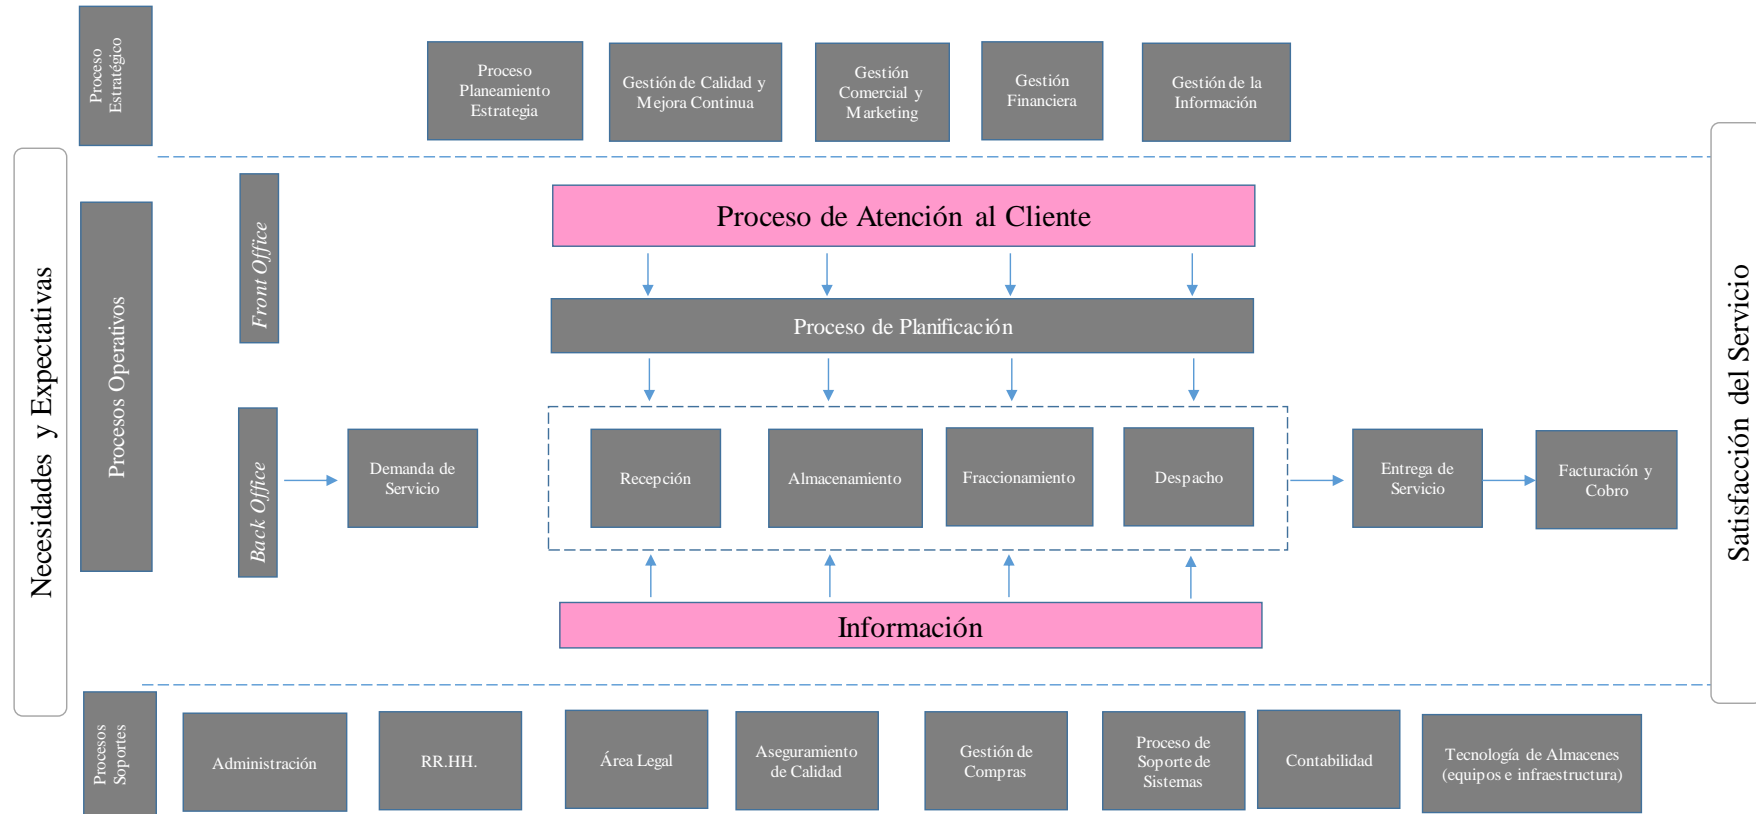 Proceso
Estratégico
Proceso
Planeamiento
Estrategia
Gestión de Calidad y
Mejora Continua
Gestión
Comercial y
Marketing
Gestión
Financiera
Gestión de la
Información
Necesidades y Expectativas
Procesos Operativos
Front Office
Proceso de Atención al Cliente
Proceso de Planificación
Back Office
Demanda de
Servicio
Recepción
Almacenamiento
Fraccionamiento
Despacho
Entrega de
Servicio
Facturación y
Cobro
Información
Satisfacción del Servicio
Procesos
Soportes
Administración
RR.HH.
Área Legal
Aseguramiento
de Calidad
Gestión de
Compras
Proceso de
Soporte de
Sistemas
Contabilidad
Tecnología de Almacenes
(equipos e infraestructura)